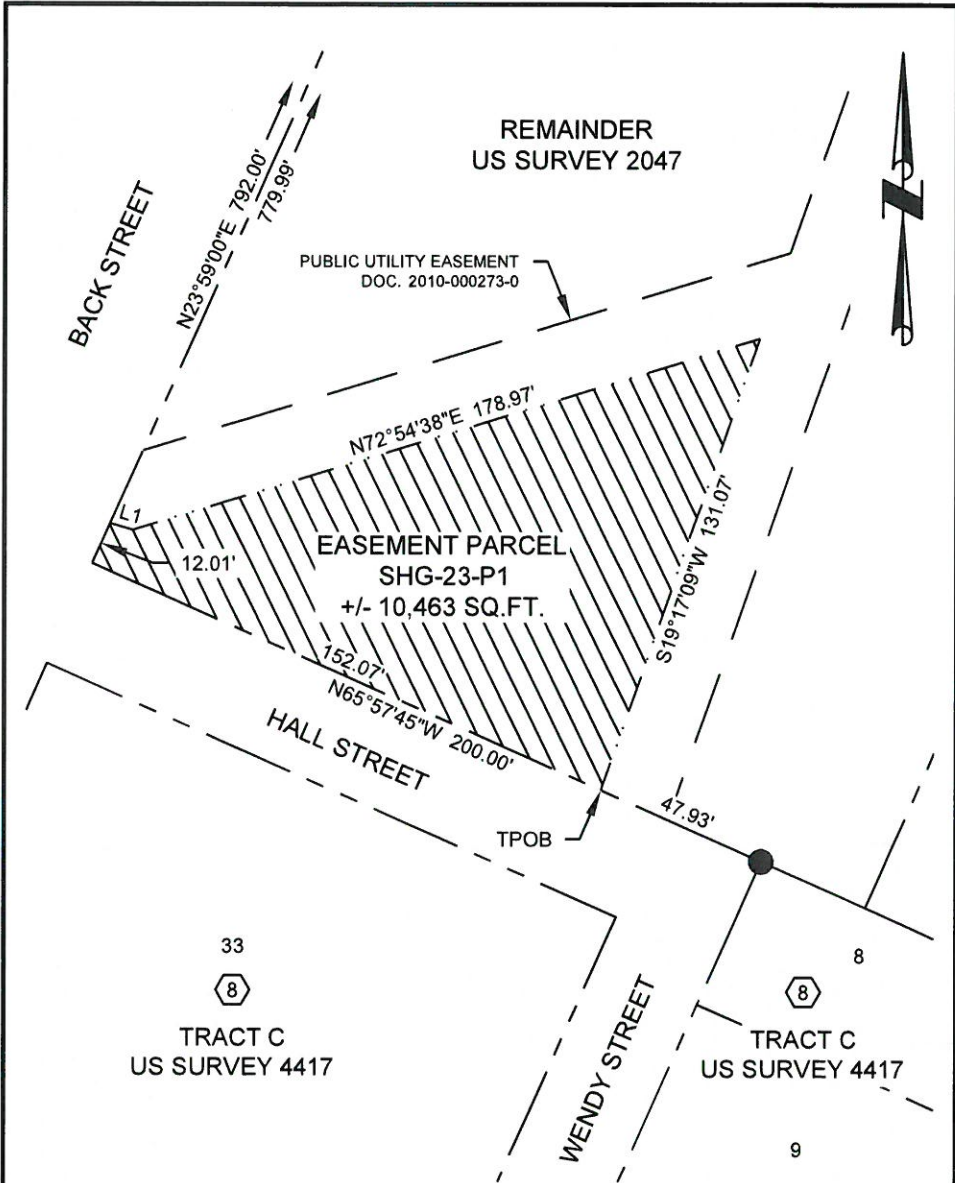 REMAINDER
US SURVEY 2047
N
BACK STREET
N23°59'00"E 792.00'
779.99'
PUBLIC UTILITY EASEMENT
DOC. 2010-000273-0
N72°54'38"E 178.97'
L1
12.01'
EASEMENT PARCEL
SHG-23-P1
+/- 10,463 SQ.FT.
S19°17'09"W 131.07'
152.07'
N65°57'45"W 200.00'
HALL STREET
TPOB
47.93'
33
8
TRACT C
US SURVEY 4417
WENDY STREET
8
8
TRACT C
US SURVEY 4417
9